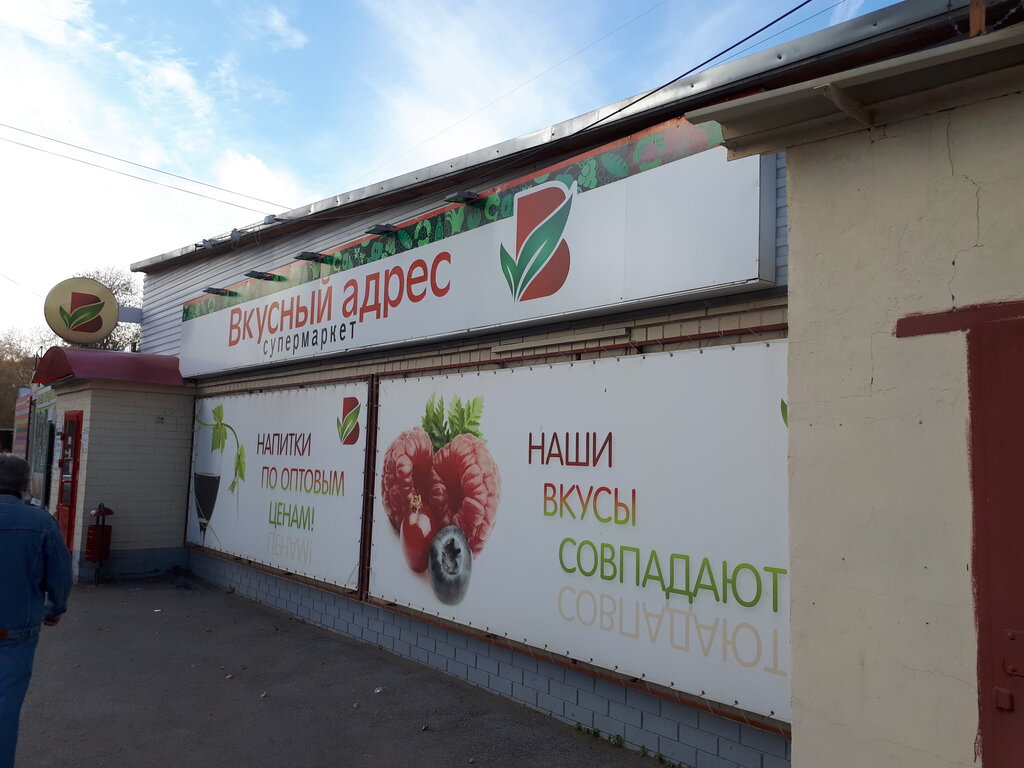 Вкусный адрес
супермаркет
НАПИТКИ
ПО ОПТОВЫМ
ЦЕНАМ!
НАШИ
ВКУСЫ
СОВПАДАЮТ